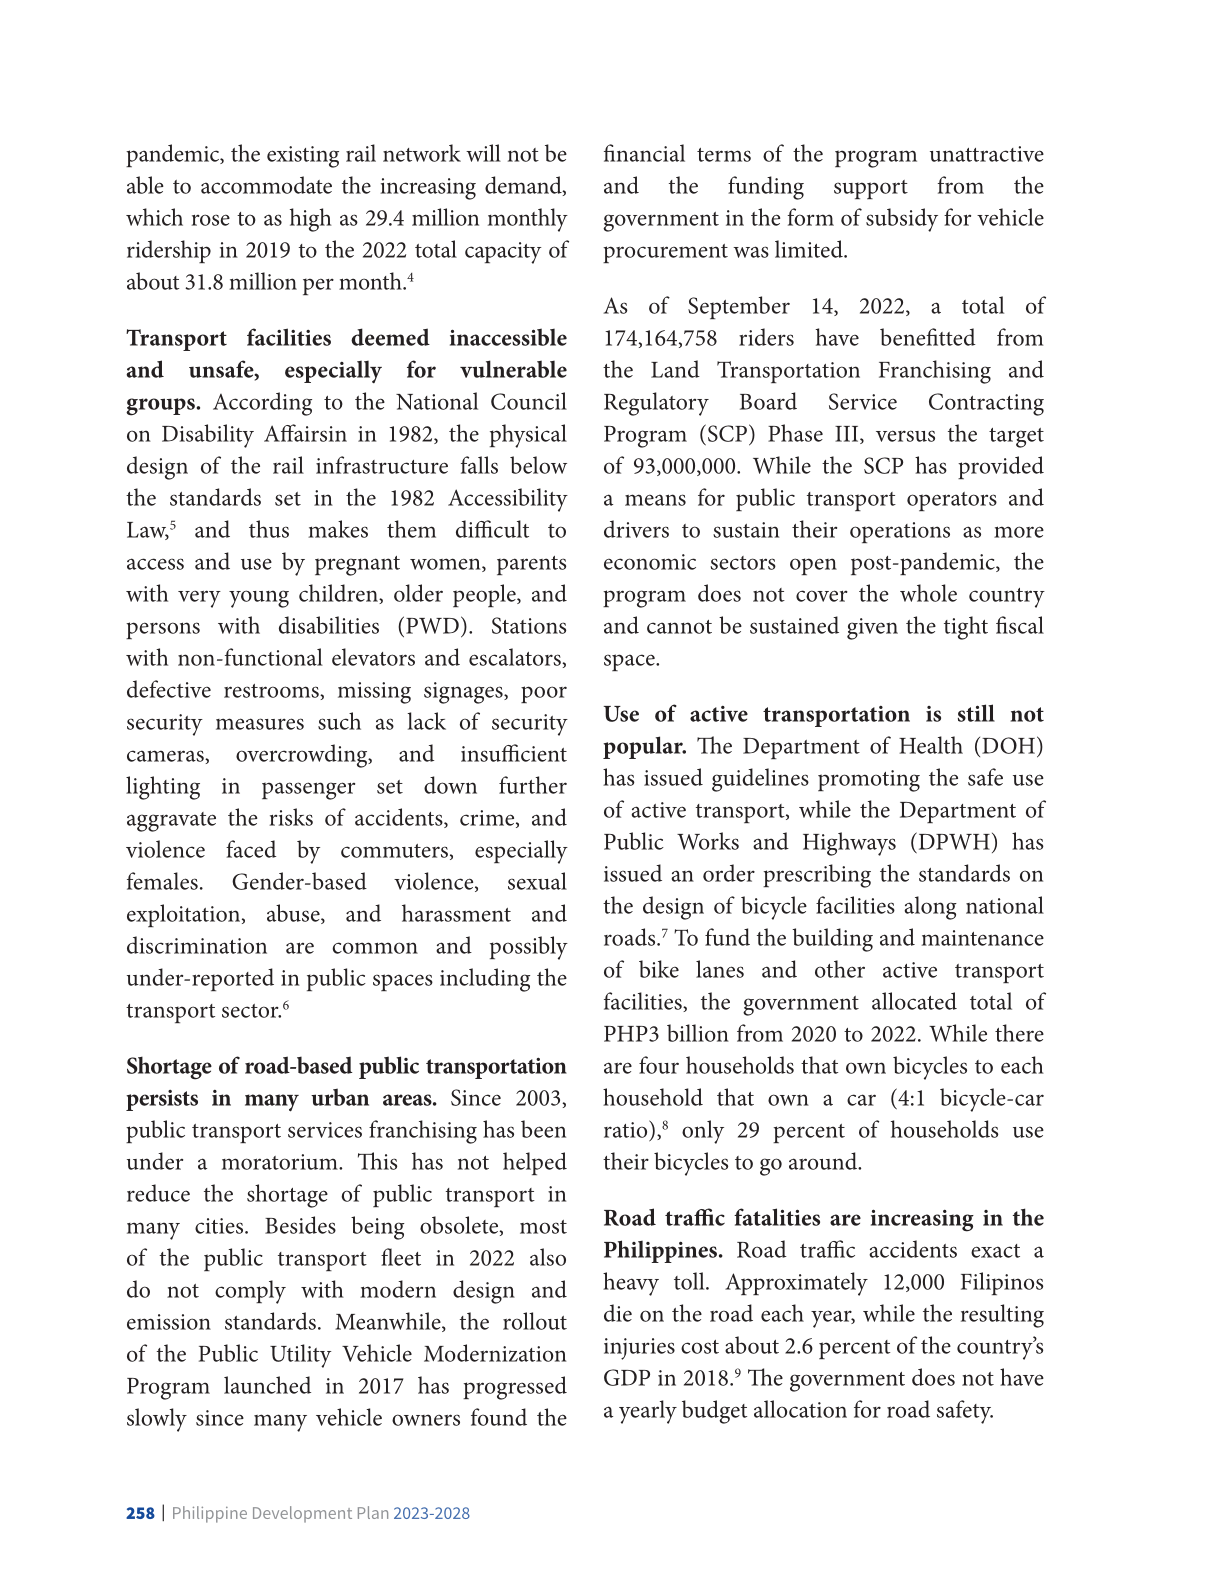 pandemic, the existing rail network will not be
able to accommodate the increasing demand,
which rose to as high as 29.4 million monthly
ridership in 2019 to the 2022 total capacity of
about 31.8 million per month.4
Transport facilities deemed inaccessible
and unsafe, especially for vulnerable
groups. According to the National Council
on Disability Affairsin in 1982, the physical
design of the rail infrastructure falls below
the standards set in the 1982 Accessibility
Law,5 and thus makes them difficult to
access and use by pregnant women, parents
with very young children, older people, and
persons with disabilities (PWD). Stations
with non-functional elevators and escalators,
defective restrooms, missing signages, poor
security measures such as lack of security
cameras, overcrowding, and insufficient
lighting in passenger set down further
aggravate the risks of accidents, crime, and
violence faced by commuters, especially
females. Gender-based violence, sexual
exploitation, abuse, and harassment and
discrimination are common and possibly
under-reported in public spaces including the
transport sector.6
Shortage of road-based public transportation
persists in many urban areas. Since 2003,
public transport services franchising has been
under a moratorium. This has not helped
reduce the shortage of public transport in
many cities. Besides being obsolete, most
of the public transport fleet in 2022 also
do not comply with modern design and
emission standards. Meanwhile, the rollout
of the Public Utility Vehicle Modernization
Program launched in 2017 has progressed
slowly since many vehicle owners found the
financial terms of the program unattractive
and the funding support from the
government in the form of subsidy for vehicle
procurement was limited.
As of September 14, 2022, a total of
174,164,758 riders have benefitted from
the Land Transportation Franchising and
Regulatory Board Service Contracting
Program (SCP) Phase III, versus the target
of 93,000,000. While the SCP has provided
a means for public transport operators and
drivers to sustain their operations as more
economic sectors open post-pandemic, the
program does not cover the whole country
and cannot be sustained given the tight fiscal
space.
Use of active transportation is still not
popular. The Department of Health (DOH)
has issued guidelines promoting the safe use
of active transport, while the Department of
Public Works and Highways (DPWH) has
issued an order prescribing the standards on
the design of bicycle facilities along national
roads.7 To fund the building and maintenance
of bike lanes and other active transport
facilities, the government allocated total of
PHP3 billion from 2020 to 2022. While there
are four households that own bicycles to each
household that own a car (4:1 bicycle-car
ratio),8 only 29 percent of households use
their bicycles to go around.
Road traffic fatalities are increasing in the
Philippines. Road traffic accidents exact a
heavy toll. Approximately 12,000 Filipinos
die on the road each year, while the resulting
injuries cost about 2.6 percent of the country's
GDP in 2018.9 The government does not have
a yearly budget allocation for road safety.
258 | Philippine Development Plan 2023-2028